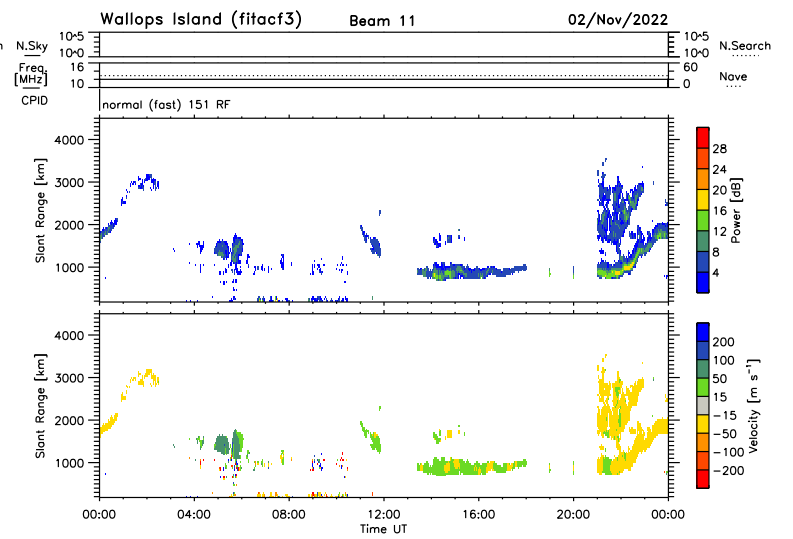 Wallops Island (fitacf3) Beam 11 02/Nov/2022
n N.Sky 10^5 10^0 10^5 10^0 N.Search
Freq. [MHz] 16 10 60 0 Nave
CPID normal (fast) 151 RF
Slant Range [km]
4000
3000
2000
1000
28
24
20
16
12
8
4
Power [dB]
Slant Range [km]
4000
3000
2000
1000
200
100
50
15
-15
-50
-100
-200
Velocity [m s⁻¹]
00:00 04:00 08:00 12:00 16:00 20:00 00:00
Time UT